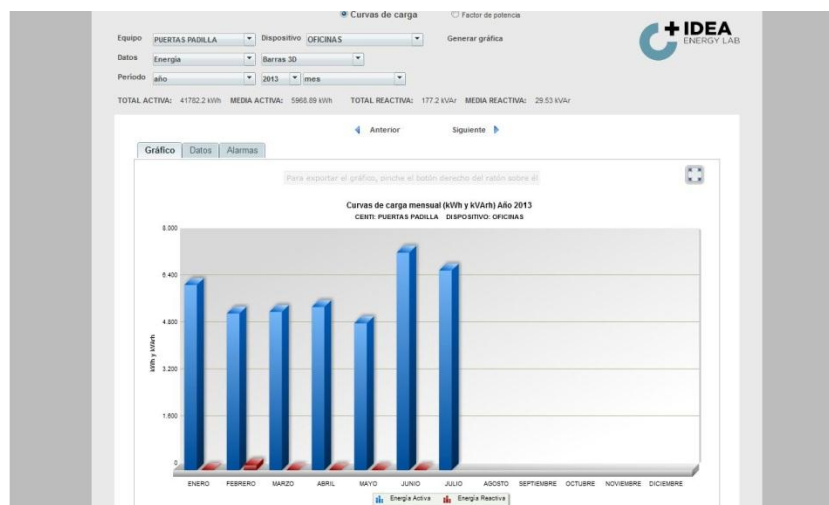 Curvas de carga Factor de potencia
+IDEA
ENERGY LAB
Equipo PUERTAS PADILLA Dispositivo OFICINAS Generar gráfica
Datos Energía Barras 3D
Periodo año 2013 mes
TOTAL ACTIVA: 41782.2 kWh MEDIA ACTIVA: 5968.89 kWh TOTAL REACTIVA: 177.2 kVAr MEDIA REACTIVA: 29.53 kVAr
Anterior Siguiente
Gráfico Datos Alarmas
Para exportar el gráfico, pinche el botón derecho del ratón sobre él
Curvas de carga mensual (kWh y kVArh) Año 2013
CENTI: PUERTAS PADILLA DISPOSITIVO: OFICINAS
8.000
6.400
4.800
3.200
1.600
0
kWh y kVArh
ENERO FEBRERO MARZO ABRIL MAYO JUNIO JULIO AGOSTO SEPTIEMBRE OCTUBRE NOVIEMBRE DICIEMBRE
Energía Activa Energía Reactiva